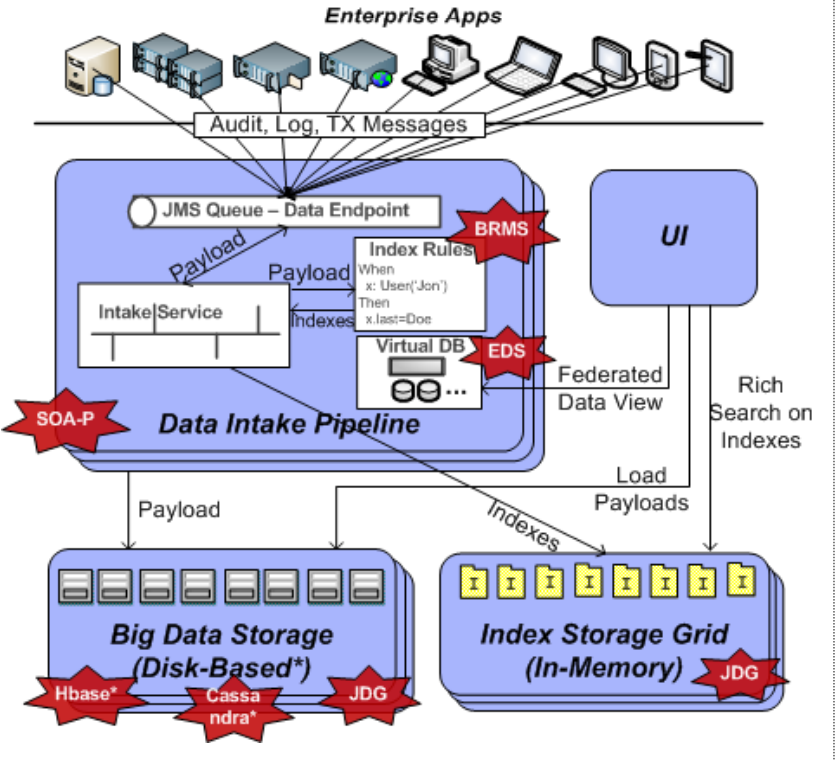 Enterprise Apps
Audit, Log, TX Messages
JMS Queue – Data Endpoint
BRMS
UI
Payload
Index Rules
When
x: User('Jon')
Then
x.last=Doe
Payload
Indexes
Intake Service
Virtual DB
...
EDS
Federated
Data View
Rich
Search on
Indexes
SOA-P
Data Intake Pipeline
Load
Payloads
Payload
Indexes
I I I I I I I I
Big Data Storage
(Disk-Based*)
Hbase*
Cassa
ndra*
JDG
Index Storage Grid
(In-Memory)
JDG